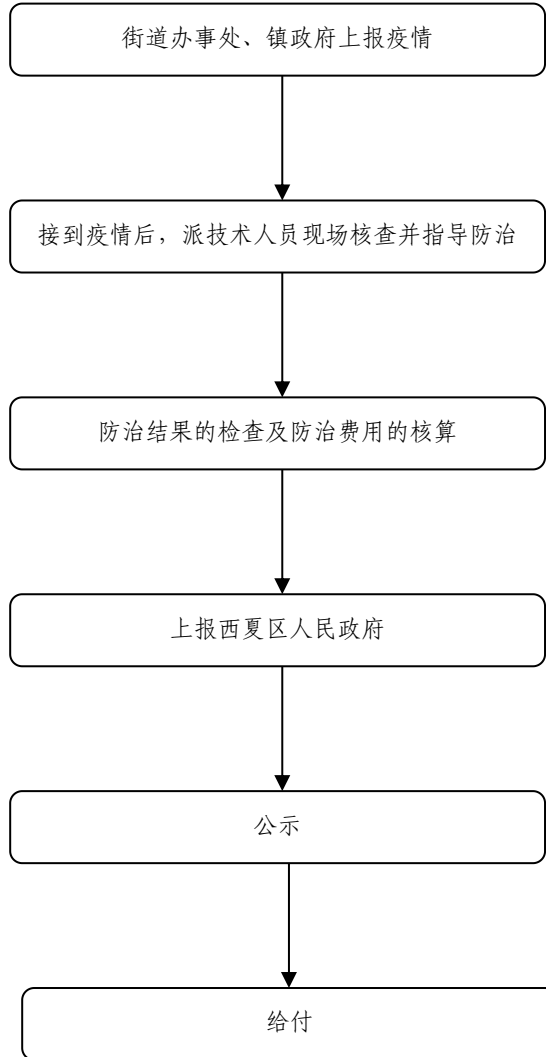 街道办事处、镇政府上报疫情
接到疫情后，派技术人员现场核查并指导防治
防治结果的检查及防治费用的核算
上报西夏区人民政府
公示
给付